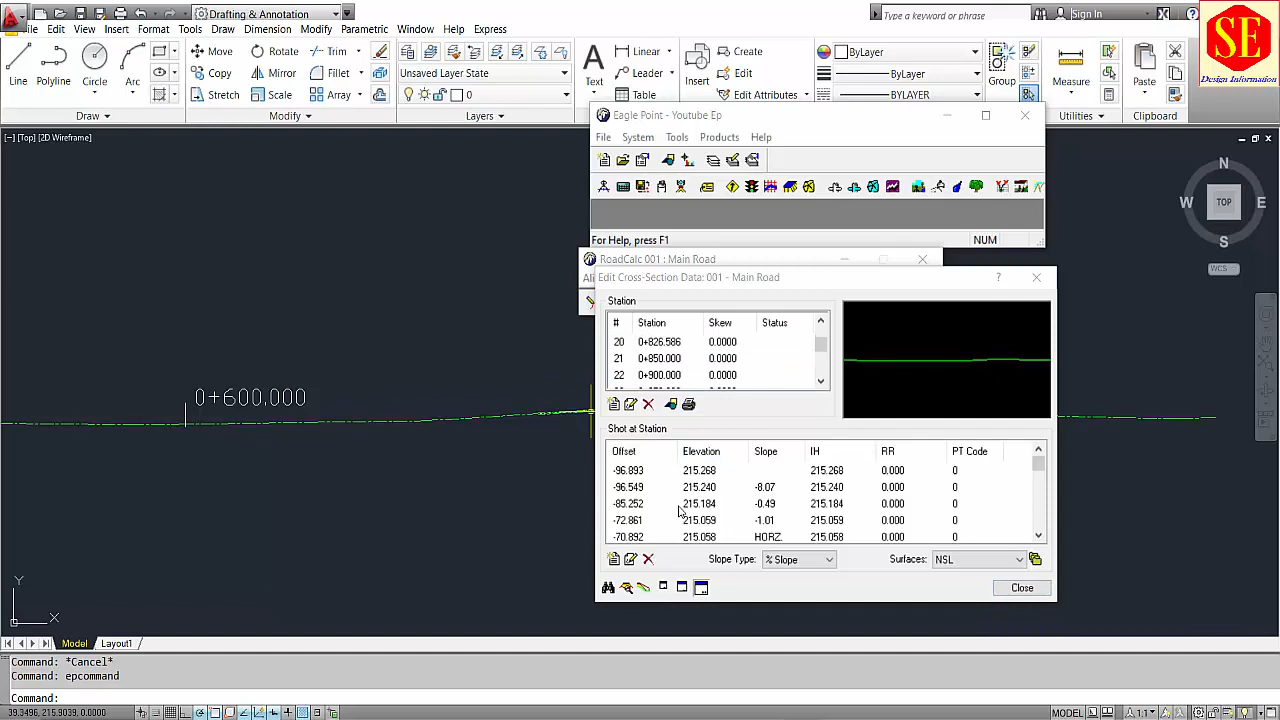 Drafting & Annotation
Type a keyword or phrase
Sign In
Edit View Insert Format Tools Draw Dimension Modify Parametric Window Help Express
Line Polyline Circle Arc
Move Rotate Trim
Copy Mirror Fillet
Stretch Scale Array
Draw Modify
Unsaved Layer State
0
Layers
Text
Linear
Leader
Table
Insert
Create
Edit
Edit Attributes
ByLayer
ByLAYER
BYLAYER
Group
Measure
Utilities
Paste
Clipboard
SE
Design Information
[−] [Top] [2D Wireframe]
Eagle Point - Youtube Ep
File System Tools Products Help
For Help, press F1
NUM
N
W TOP E
S
WCS
RoadCalc 001 : Main Road
Edit Cross-Section Data: 001 - Main Road
?
Station
# Station Skew Status
20 0+826.586 0.0000
21 0+850.000 0.0000
22 0+900.000 0.0000
0+600.000
Shot at Station
Offset Elevation Slope IH RR PT Code
-96.893 215.268 215.268 0.000 0
-96.549 215.240 -8.07 215.240 0.000 0
-85.252 215.184 -0.49 215.184 0.000 0
-72.861 215.059 -1.01 215.059 0.000 0
-70.892 215.058 HORZ. 215.058 0.000 0
Slope Type: % Slope
Surfaces: NSL
Close
Y
X
Model Layout1
Command: *Cancel*
Command: epcommand
Command:
39.3496, 215.9039, 0.0000
MODEL
1:1